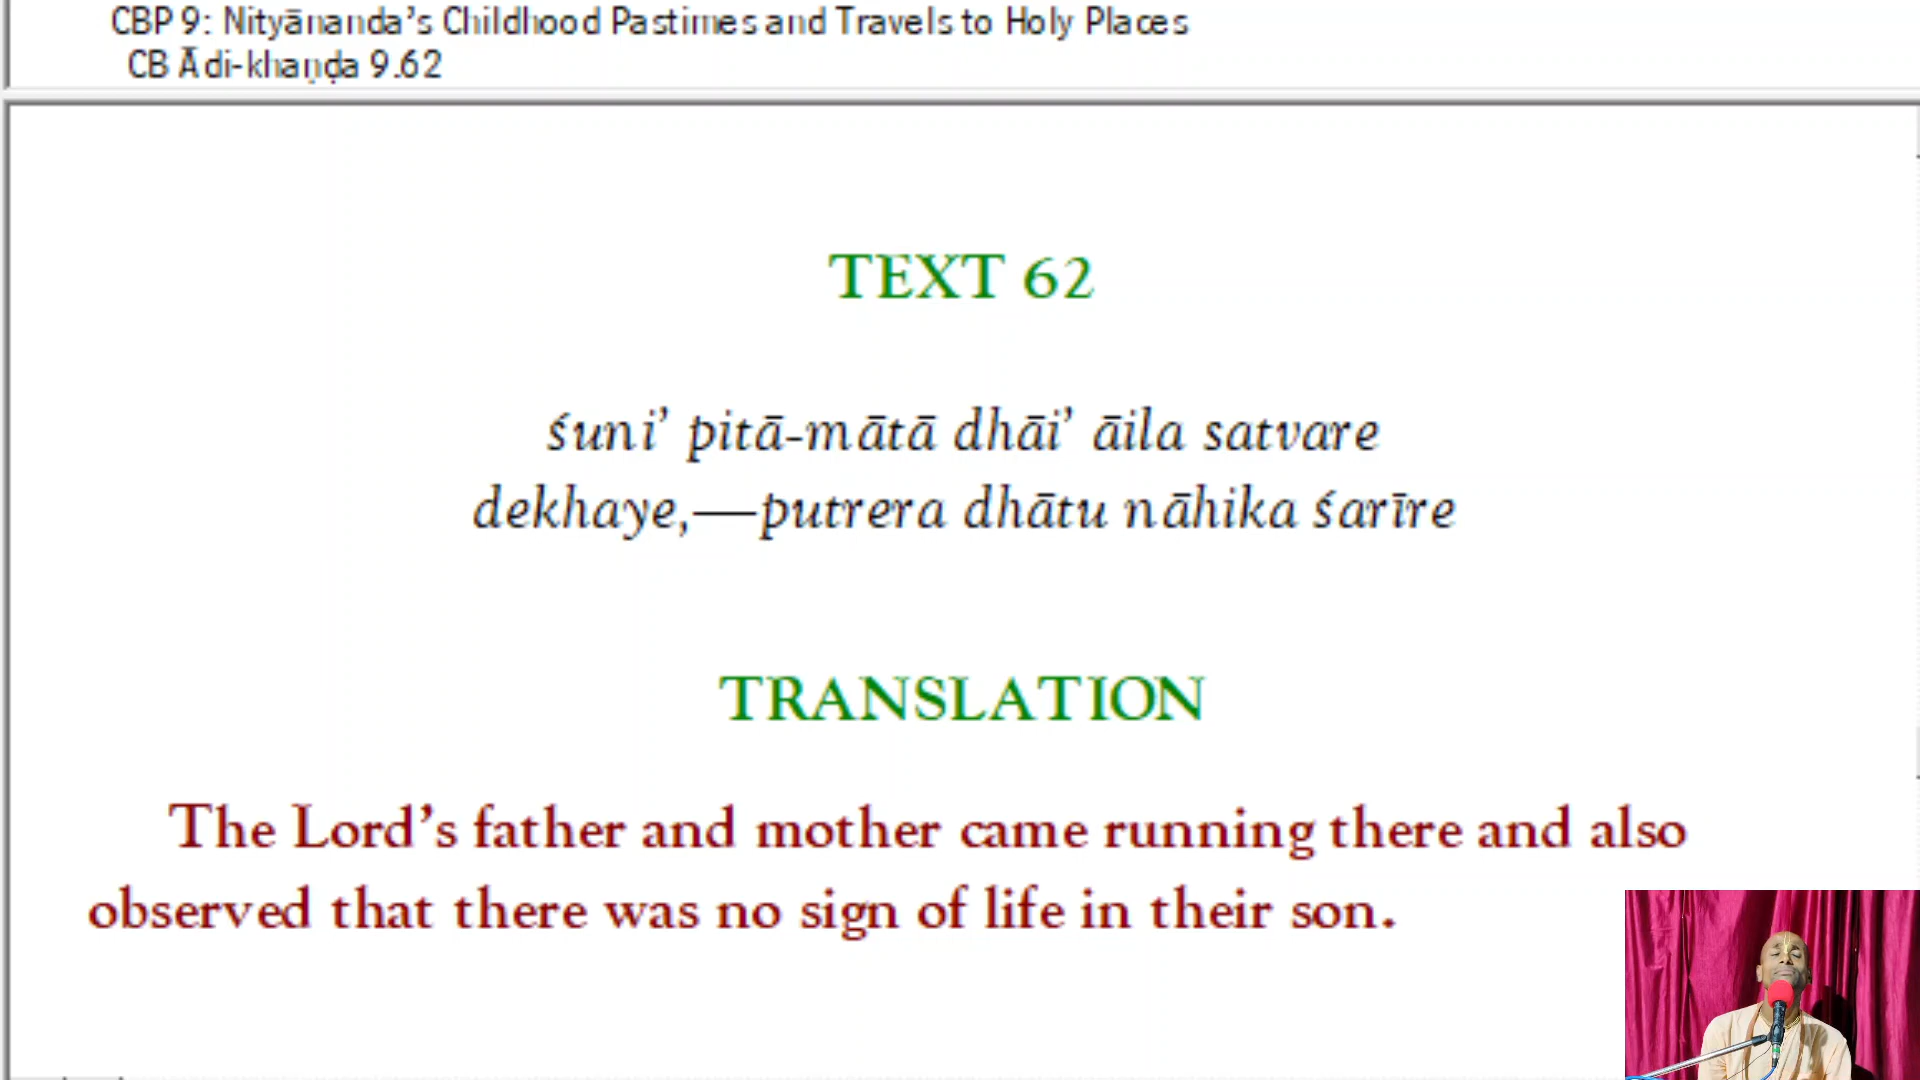 CBP 9: Nityānanda’s Childhood Pastimes and Travels to Holy Places
CB Ādi-khaṇḍa 9.62
TEXT 62
śuni’ pitā-mātā dhāi’ āila satvare
dekhaye,—putrera dhātu nāhika śarīre
TRANSLATION
The Lord’s father and mother came running there and also
observed that there was no sign of life in their son.